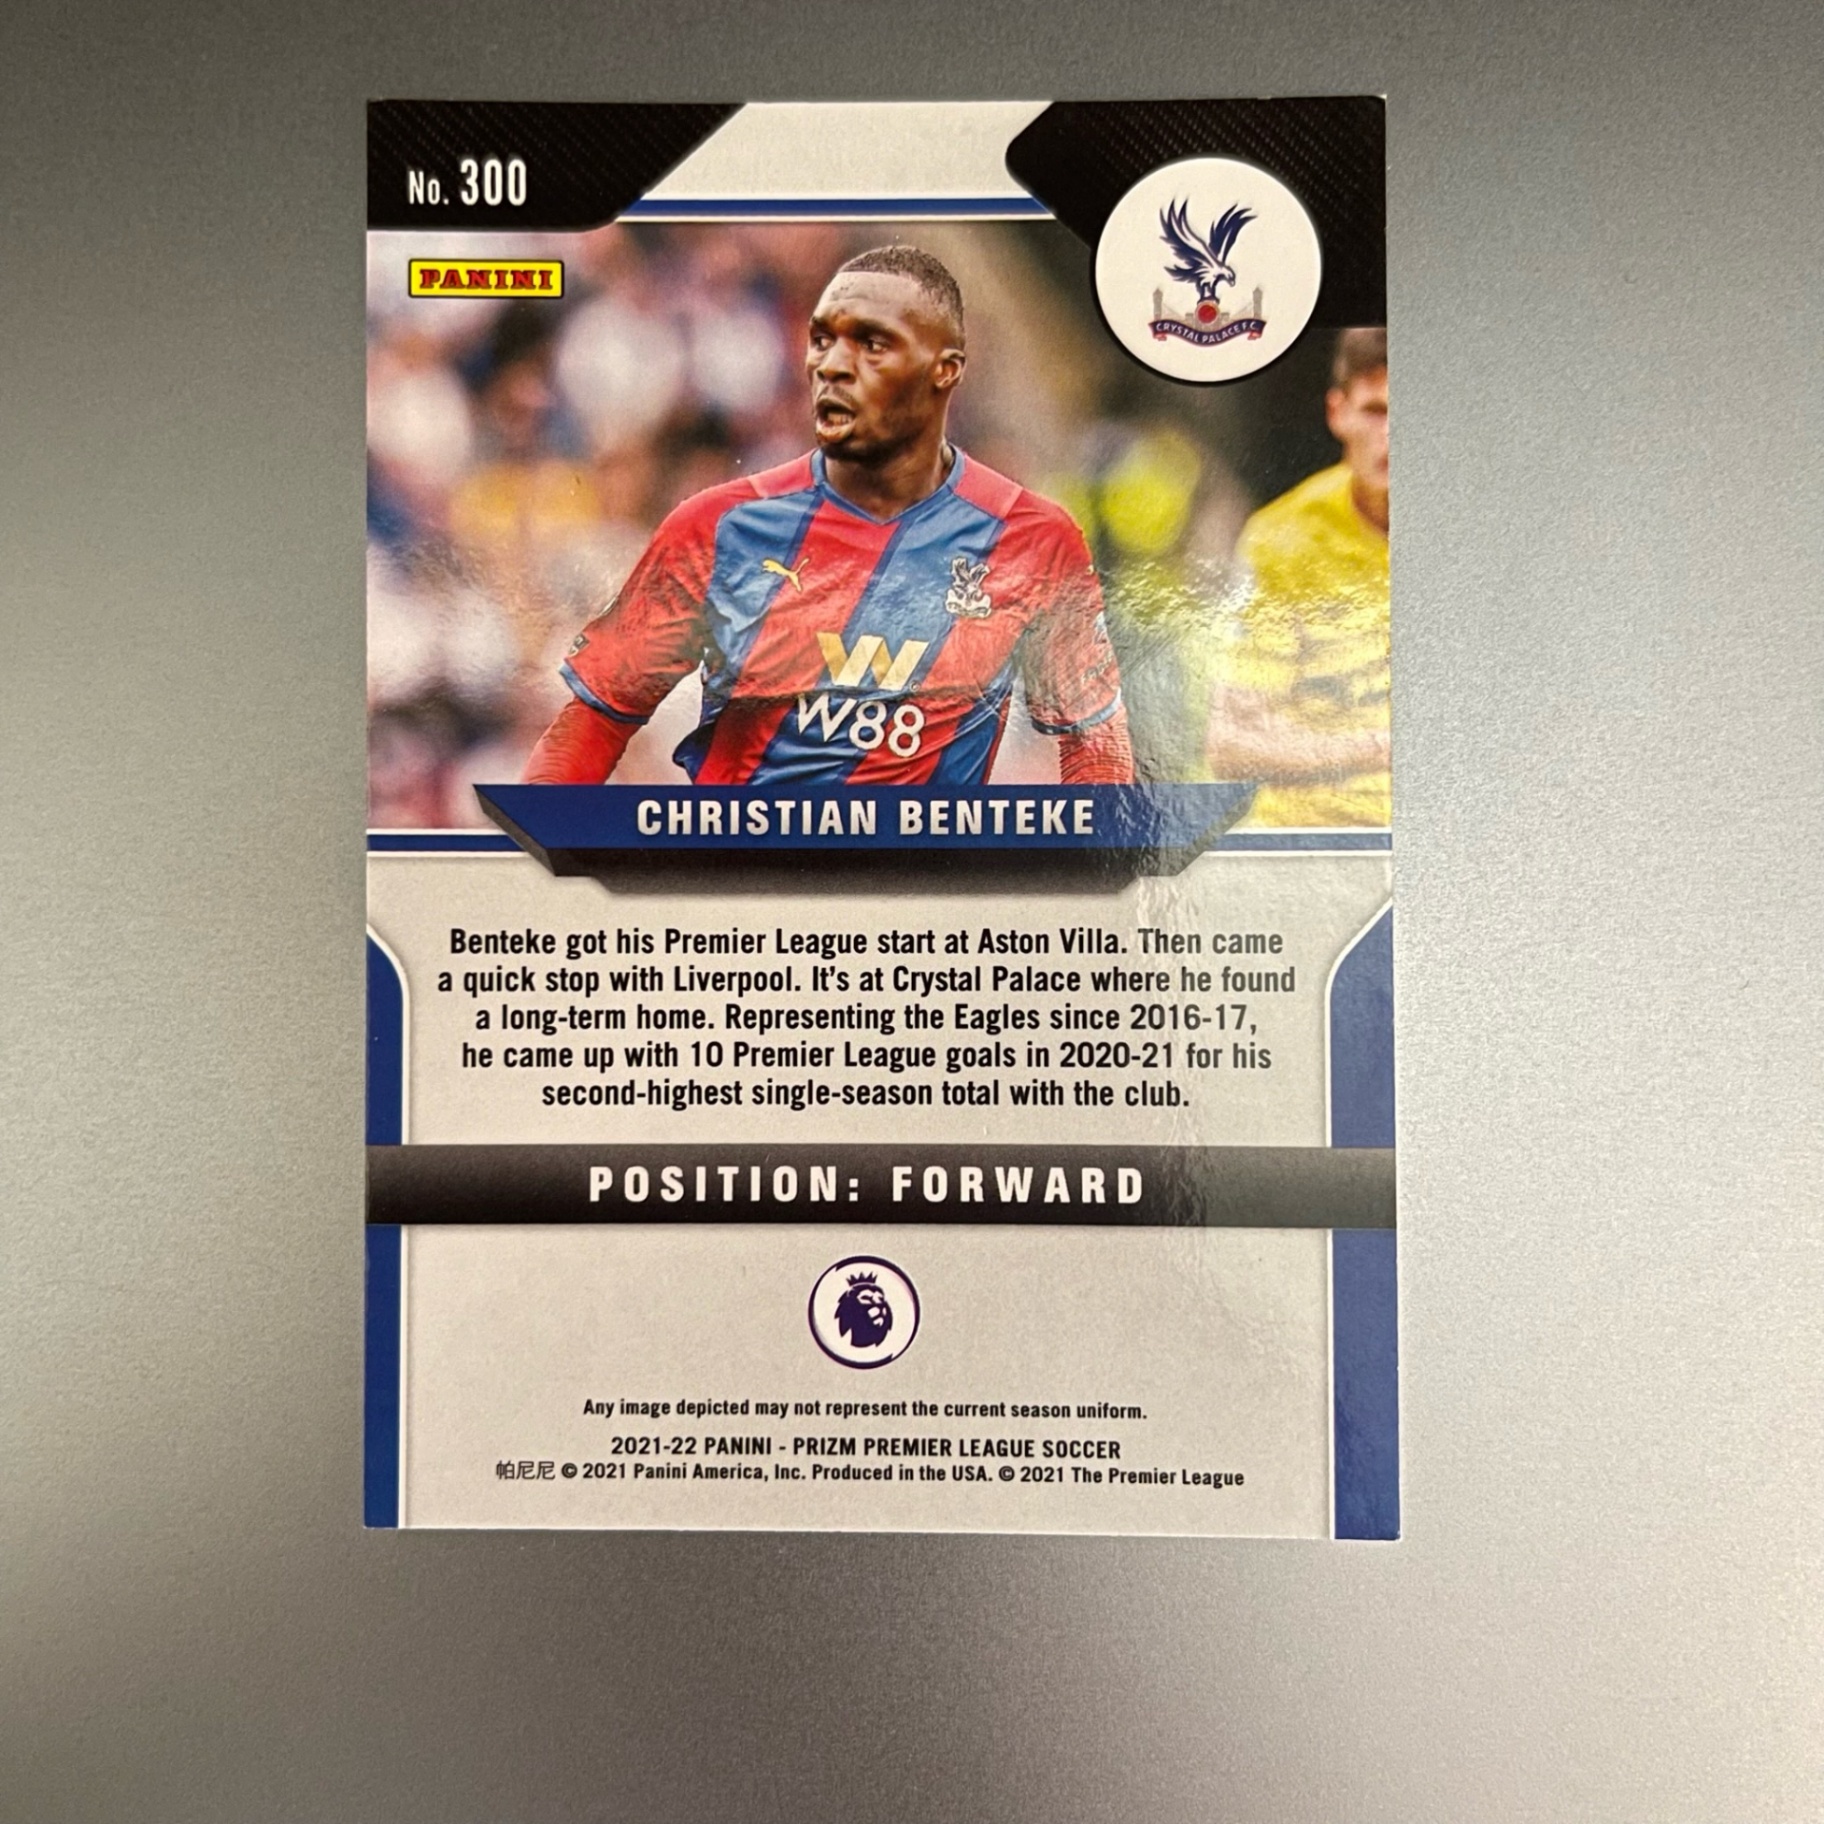 No. 300
PANINI
CRYSTAL PALACE F.C.
W88
CHRISTIAN BENTEKE
Benteke got his Premier League start at Aston Villa. Then came
a quick stop with Liverpool. It's at Crystal Palace where he found
a long-term home. Representing the Eagles since 2016-17,
he came up with 10 Premier League goals in 2020-21 for his
second-highest single-season total with the club.
POSITION: FORWARD
Any image depicted may not represent the current season uniform.
2021-22 PANINI - PRIZM PREMIER LEAGUE SOCCER
帕尼尼 © 2021 Panini America, Inc. Produced in the USA. © 2021 The Premier League